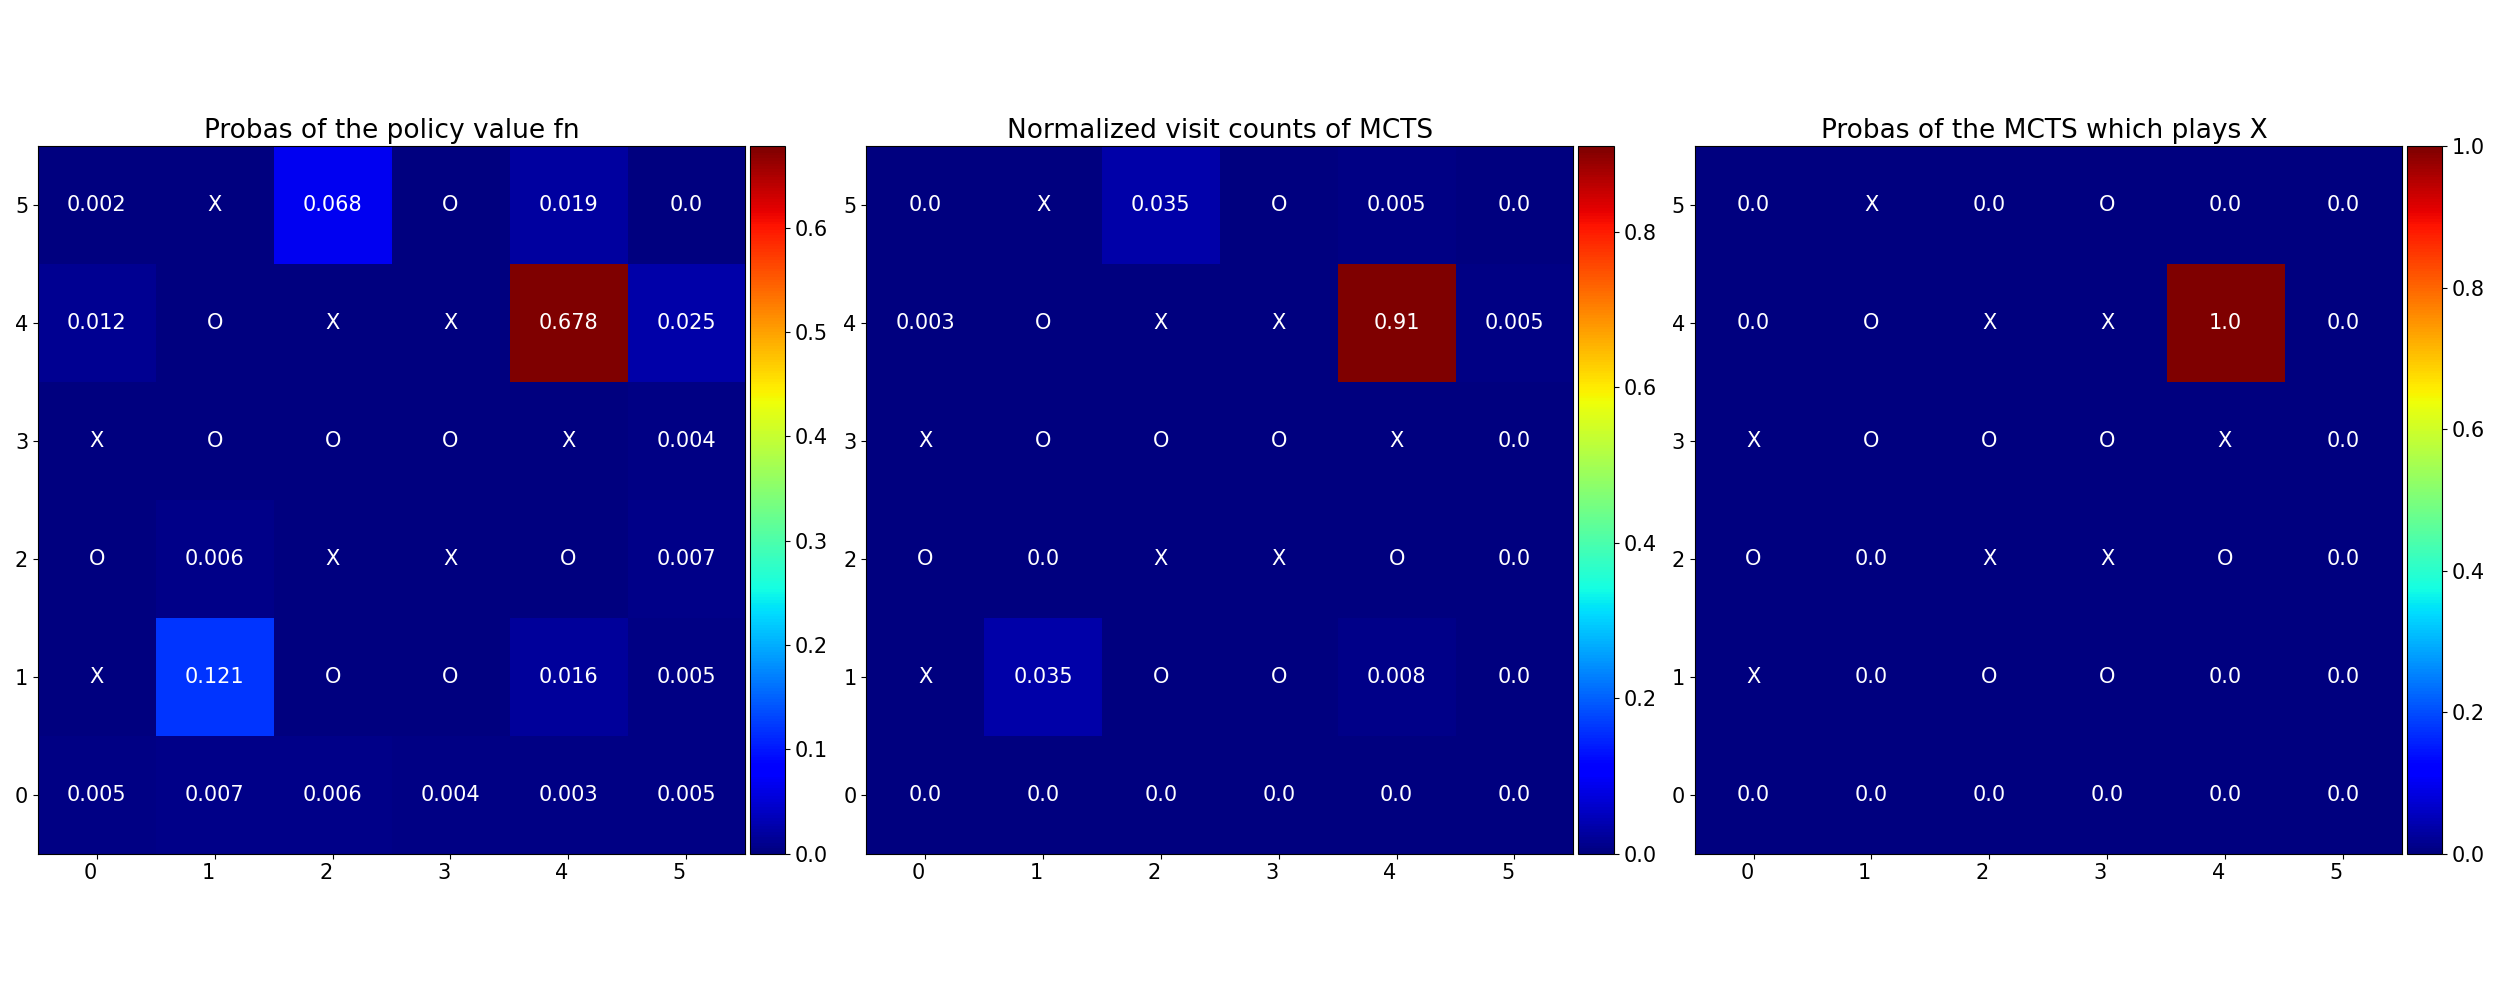 Probas of the policy value fn
5 0.002 X 0.068 O 0.019 0.0
4 0.012 O X X 0.678 0.025
3 X O O O X 0.004
2 O 0.006 X X O 0.007
1 X 0.121 O O 0.016 0.005
0 0.005 0.007 0.006 0.004 0.003 0.005
0 1 2 3 4 5
0.6
0.5
0.4
0.3
0.2
0.1
0.0
Normalized visit counts of MCTS
5 0.0 X 0.035 O 0.005 0.0
4 0.003 O X X 0.91 0.005
3 X O O O X 0.0
2 O 0.0 X X O 0.0
1 X 0.035 O O 0.008 0.0
0 0.0 0.0 0.0 0.0 0.0 0.0
0 1 2 3 4 5
0.8
0.6
0.4
0.2
0.0
Probas of the MCTS which plays X
5 0.0 X 0.0 O 0.0 0.0
4 0.0 O X X 1.0 0.0
3 X O O O X 0.0
2 O 0.0 X X O 0.0
1 X 0.0 O O 0.0 0.0
0 0.0 0.0 0.0 0.0 0.0 0.0
0 1 2 3 4 5
1.0
0.8
0.6
0.4
0.2
0.0